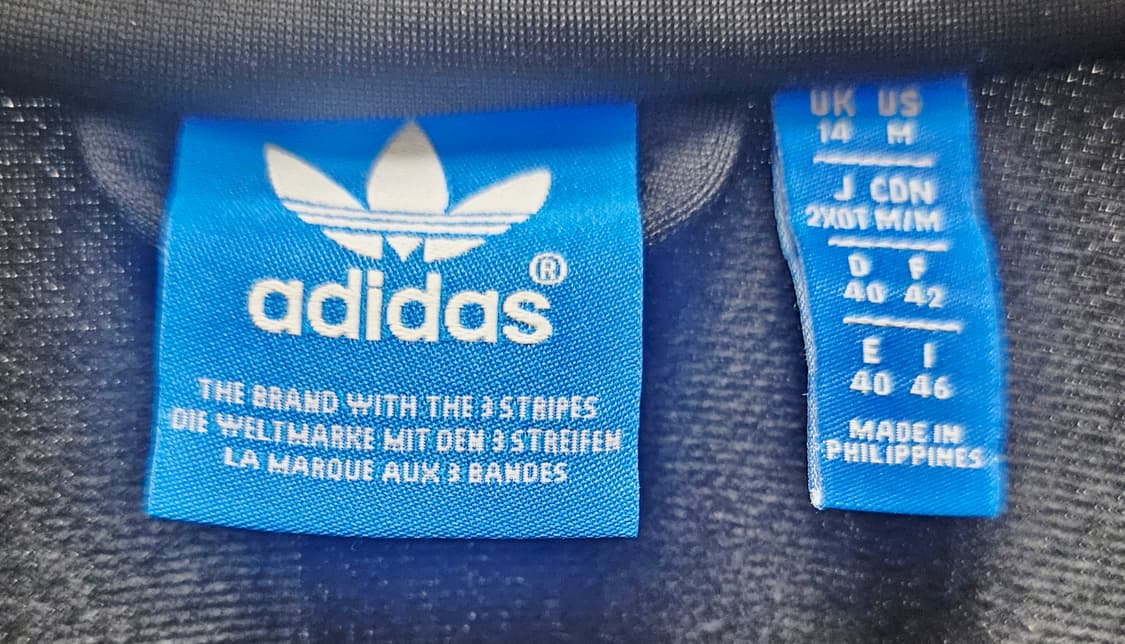 adidas®
THE BRAND WITH THE 3 STRIPES
DIE WELTMARKE MIT DEN 3 STREIFEN
LA MARQUE AUX 3 BANDES
UK US
14 M
J CDN
2XOT M/M
D F
40 42
E I
40 46
MADE IN
PHILIPPINES